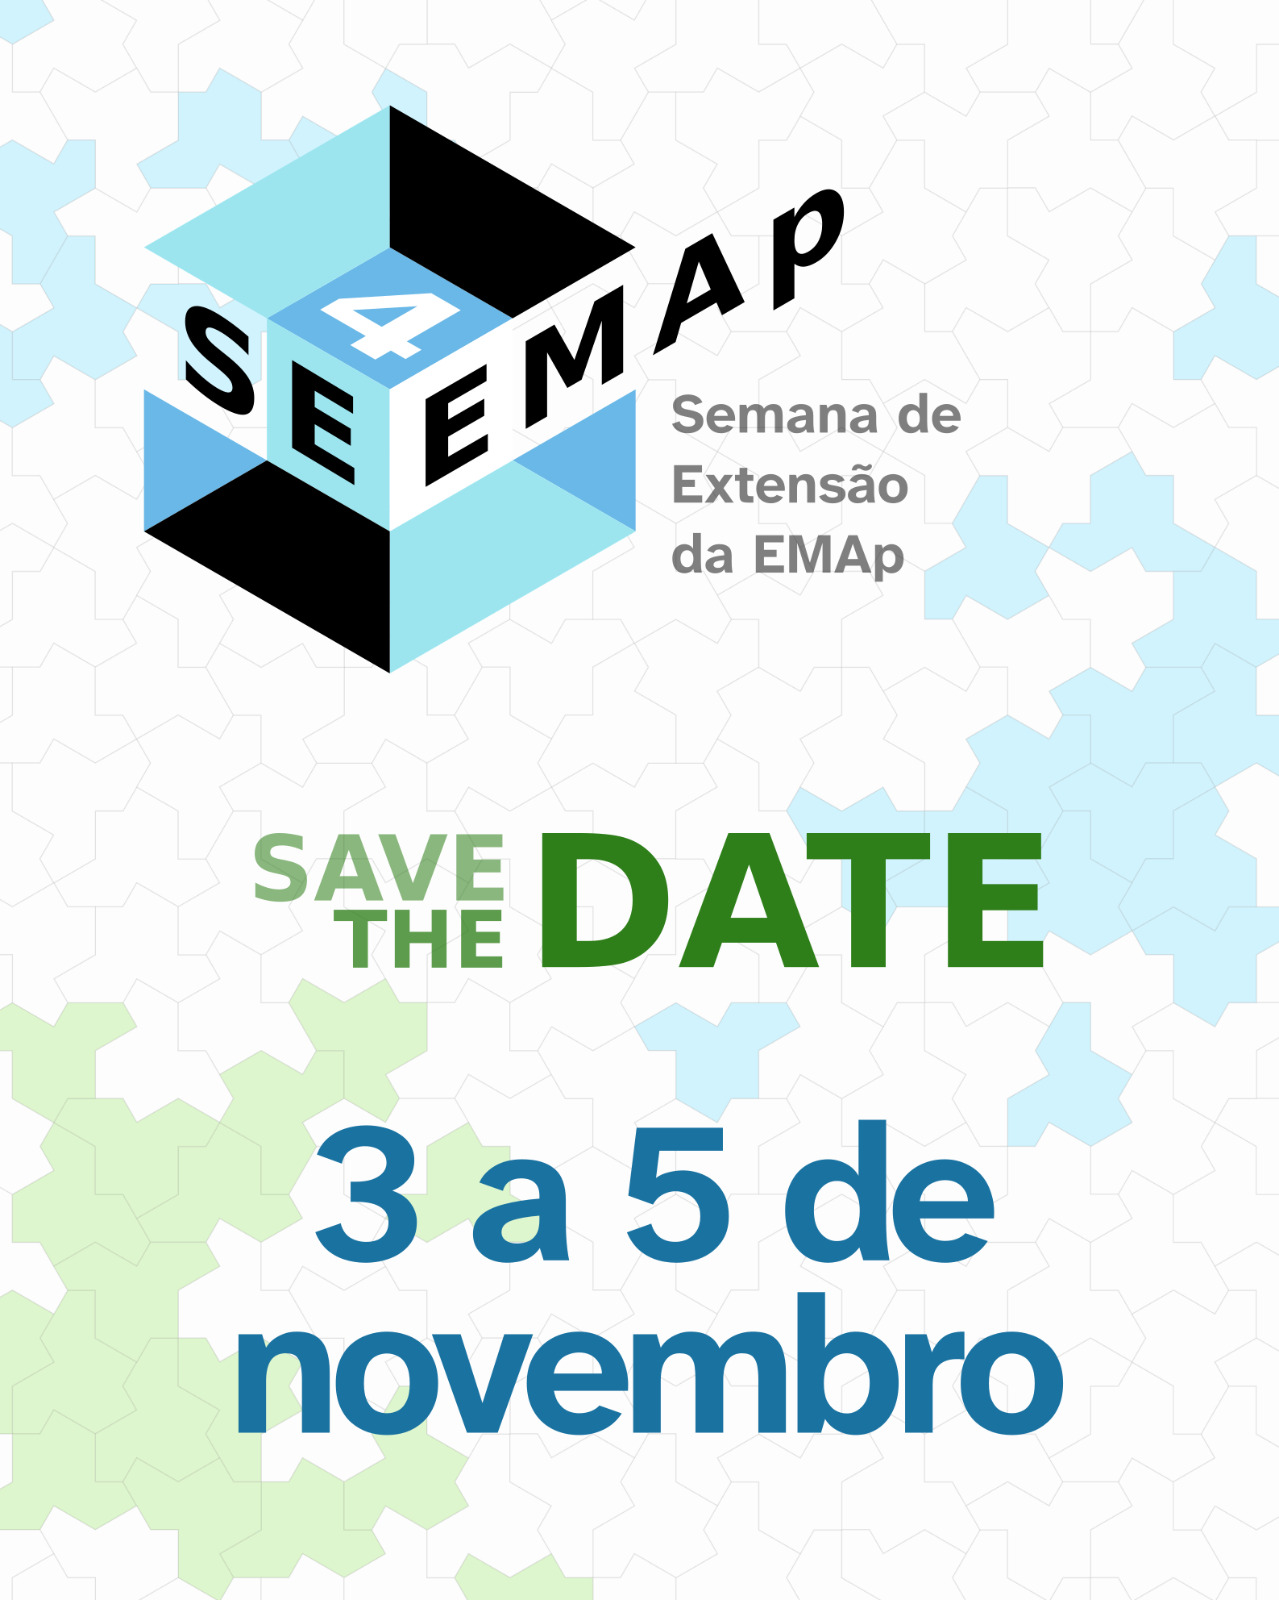 4
SEEMAp
Semana de
Extensão
da EMAp
SAVE
THE
DATE
3 a 5 de
novembro